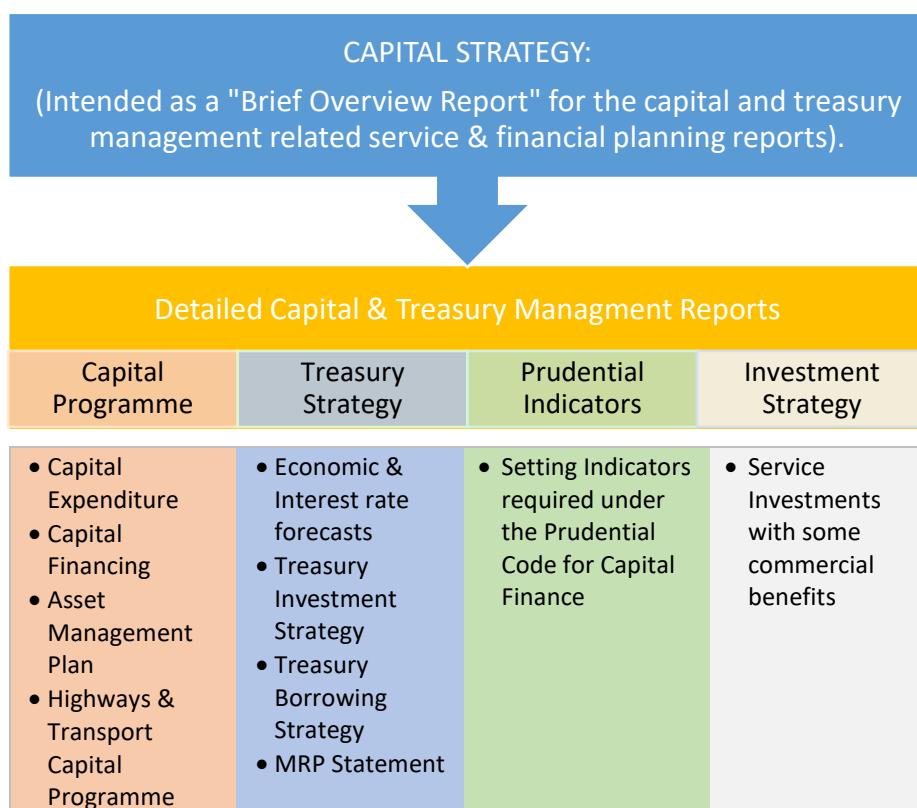 CAPITAL STRATEGY:
(Intended as a "Brief Overview Report" for the capital and treasury
management related service & financial planning reports).
Detailed Capital & Treasury Managment Reports
Capital
Programme
Treasury
Strategy
Prudential
Indicators
Investment
Strategy
• Capital
Expenditure
• Capital
Financing
• Asset
Management
Plan
• Highways &
Transport
Capital
Programme
• Economic &
Interest rate
forecasts
• Treasury
Investment
Strategy
• Treasury
Borrowing
Strategy
• MRP Statement
• Setting Indicators
required under
the Prudential
Code for Capital
Finance
• Service
Investments
with some
commercial
benefits